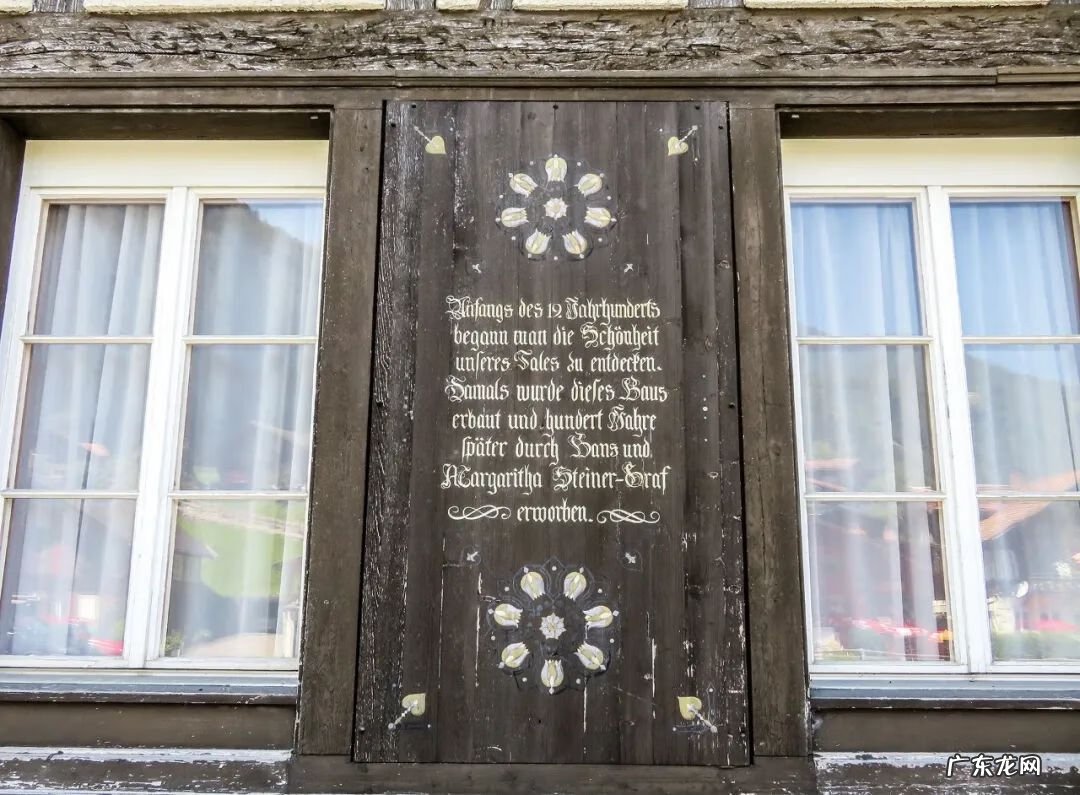 Anfangs des 19 Jahrhunderts
begann man die Schönheit
unseres Tales zu entdecken.
Damals wurde dieses Haus
erbaut und hundert Jahre
später durch Hans und
Margaritha Steiner-Graf
erworben.
广东龙网